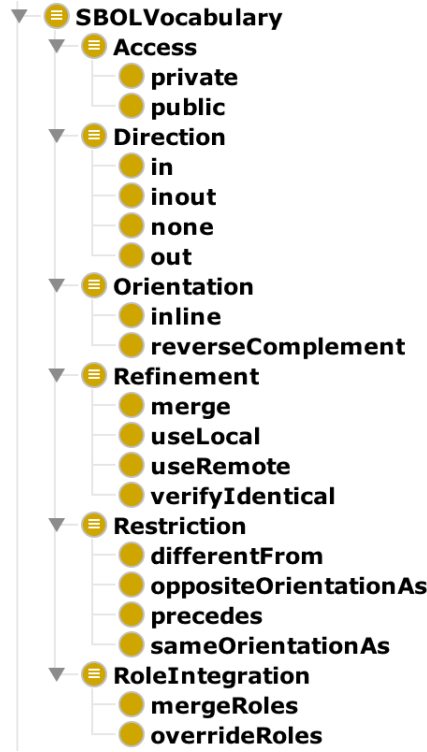 SBOLVocabulary
Access
private
public
Direction
in
inout
none
out
Orientation
inline
reverseComplement
Refinement
merge
useLocal
useRemote
verifyIdentical
Restriction
differentFrom
oppositeOrientationAs
precedes
sameOrientationAs
RoleIntegration
mergeRoles
overrideRoles